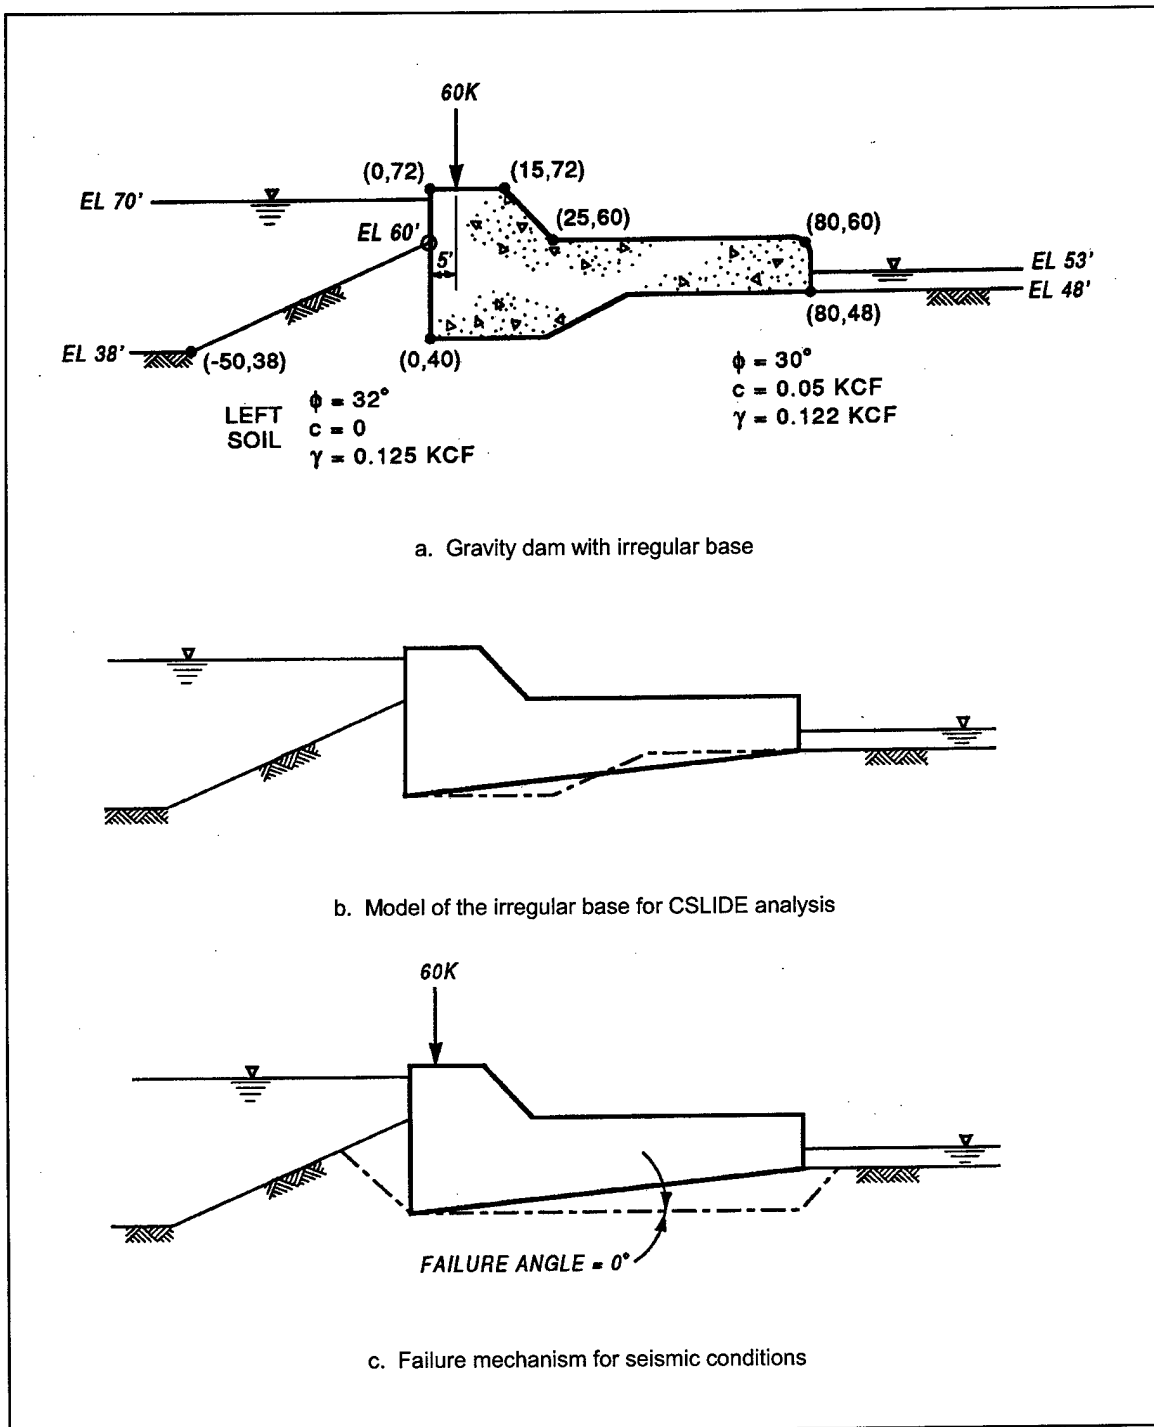 60K
(0,72)
(15,72)
EL 70'
EL 60'
(25,60)
(80,60)
5'
EL 53'
EL 48'
(80,48)
EL 38'
(-50,38)
(0,40)
LEFT SOIL
ϕ = 32°
c = 0
γ = 0.125 KCF
ϕ = 30°
c = 0.05 KCF
γ = 0.122 KCF
a. Gravity dam with irregular base
b. Model of the irregular base for CSLIDE analysis
60K
FAILURE ANGLE = 0°
c. Failure mechanism for seismic conditions